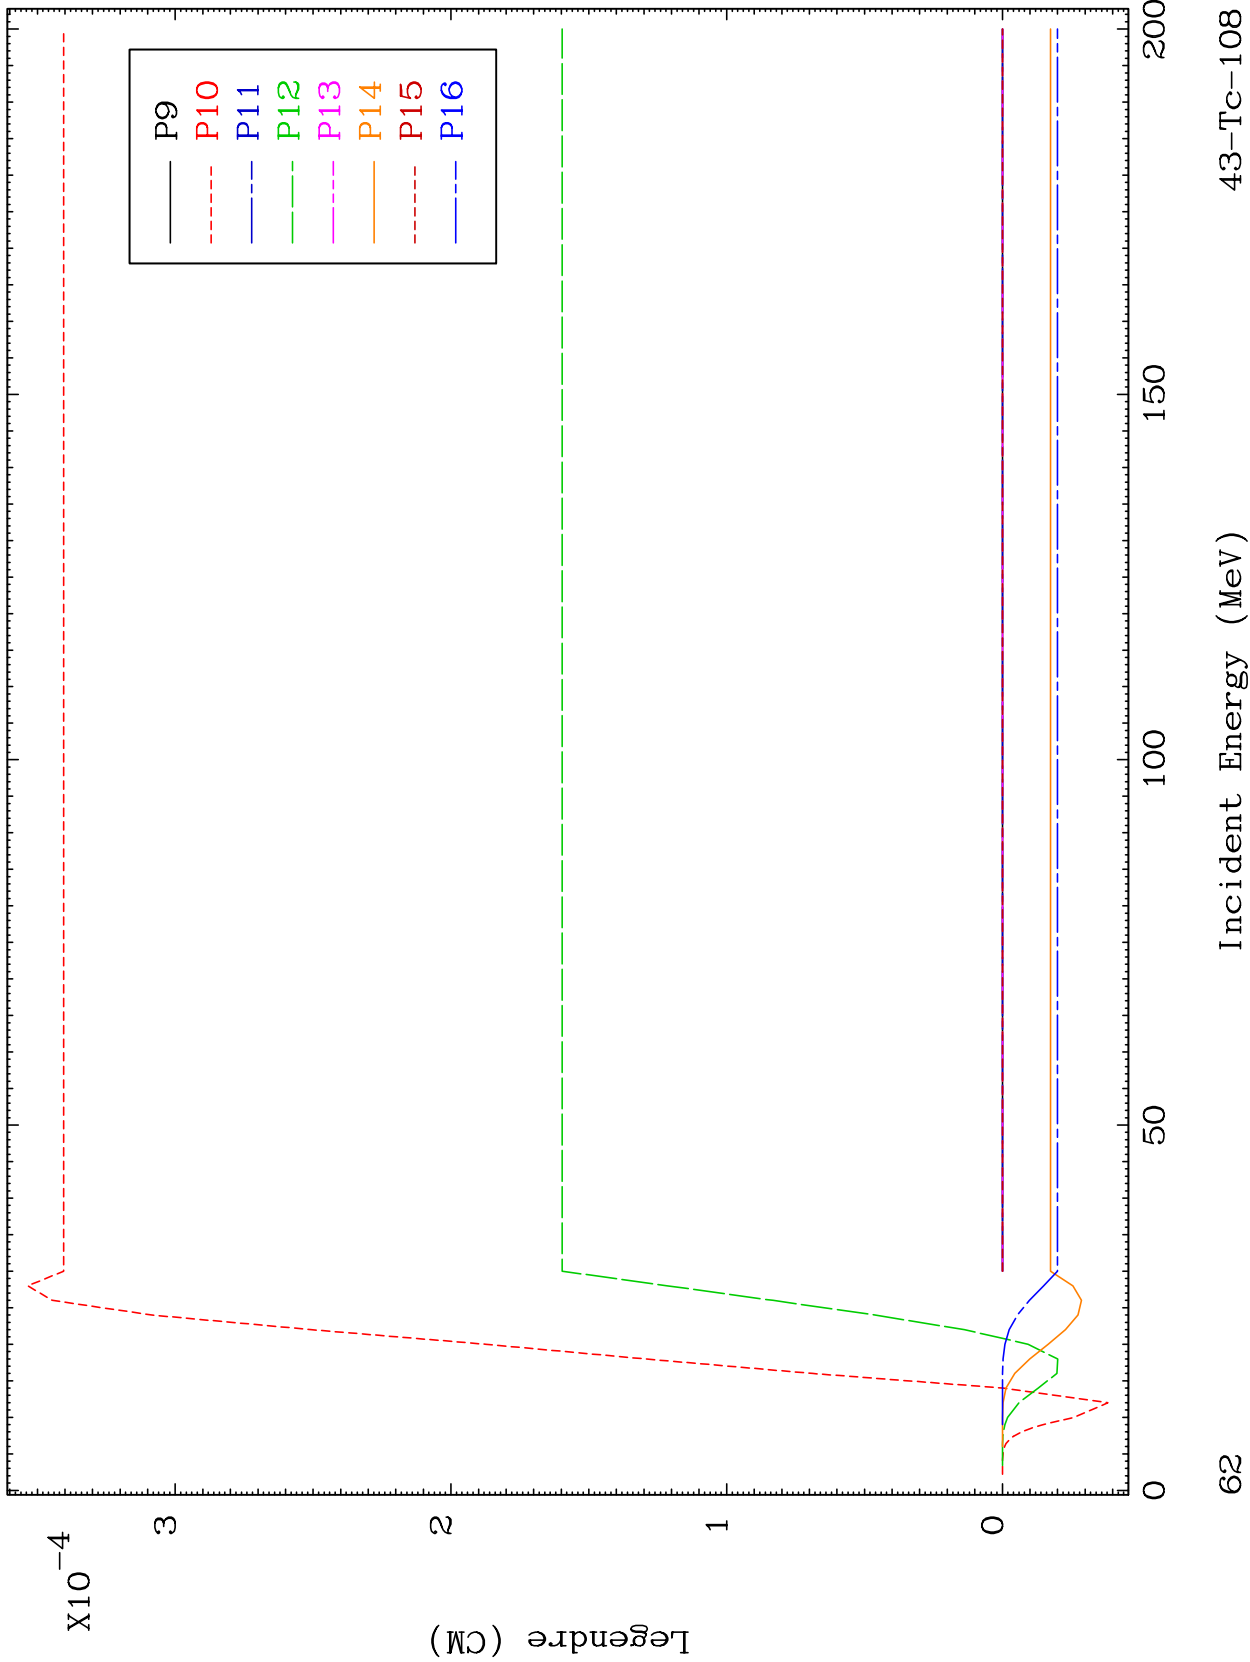 X10⁻⁴
3
2
1
0
Legendre (CM)
P9
P10
P11
P12
P13
P14
P15
P16
0 50 100 150 200
62 Incident Energy (MeV) 43-Tc-108